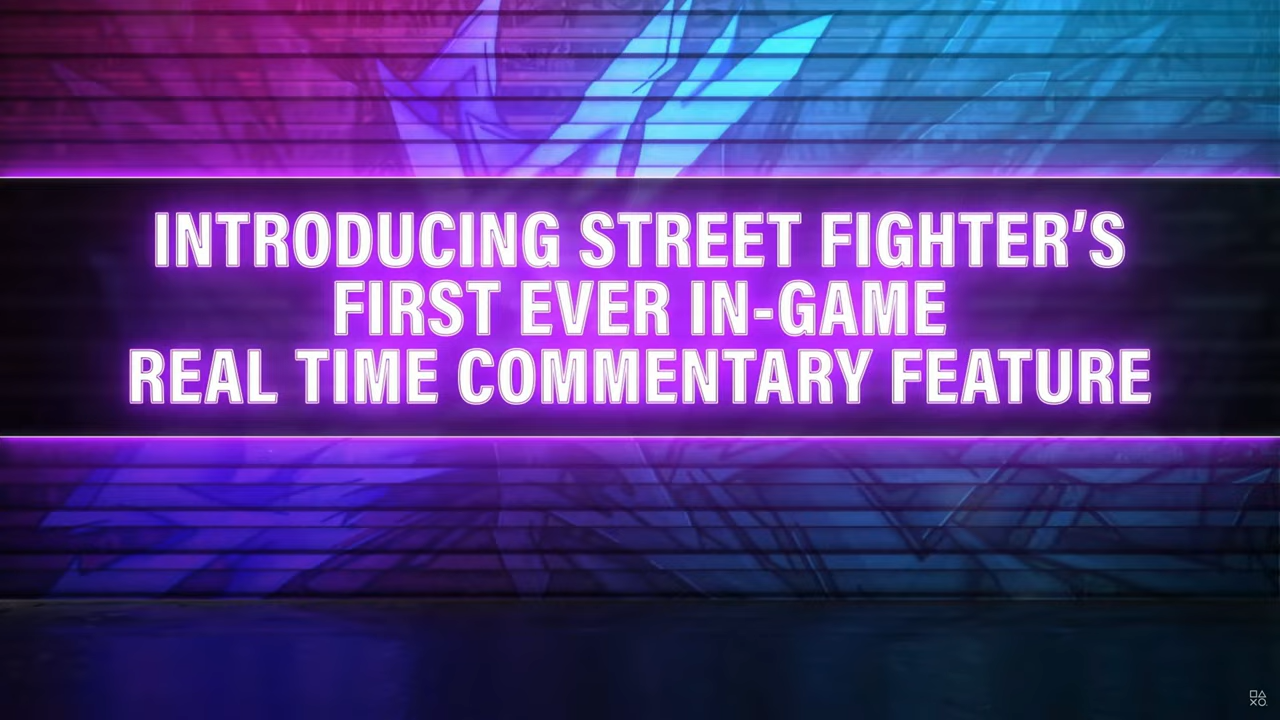 INTRODUCING STREET FIGHTER’S
FIRST EVER IN-GAME
REAL TIME COMMENTARY FEATURE